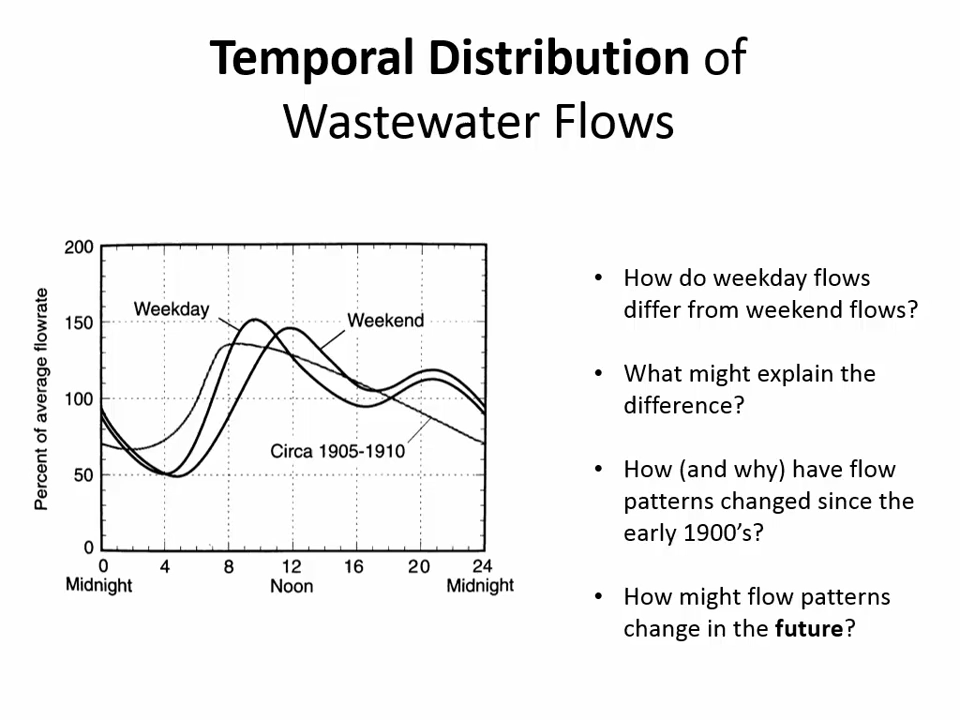 Temporal Distribution of
Wastewater Flows
200
150
100
50
0
Percent of average flowrate
Weekday
Weekend
Circa 1905-1910
0
4
8
12
16
20
24
Midnight
Noon
Midnight
• How do weekday flows
differ from weekend flows?
• What might explain the
difference?
• How (and why) have flow
patterns changed since the
early 1900’s?
• How might flow patterns
change in the future?